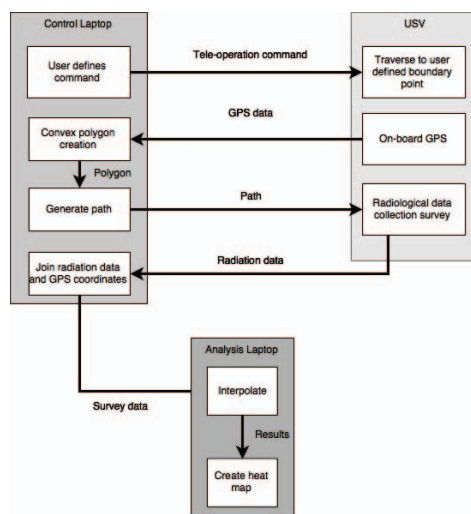 Control Laptop
USV
User defines
command
Tele-operation command
Traverse to user
defined boundary
point
GPS data
Convex polygon
creation
On-board GPS
Polygon
Generate path
Path
Radiological data
collection survey
Radiation data
Join radiation data
and GPS coordinates
Analysis Laptop
Interpolate
Survey data
Results
Create heat
map